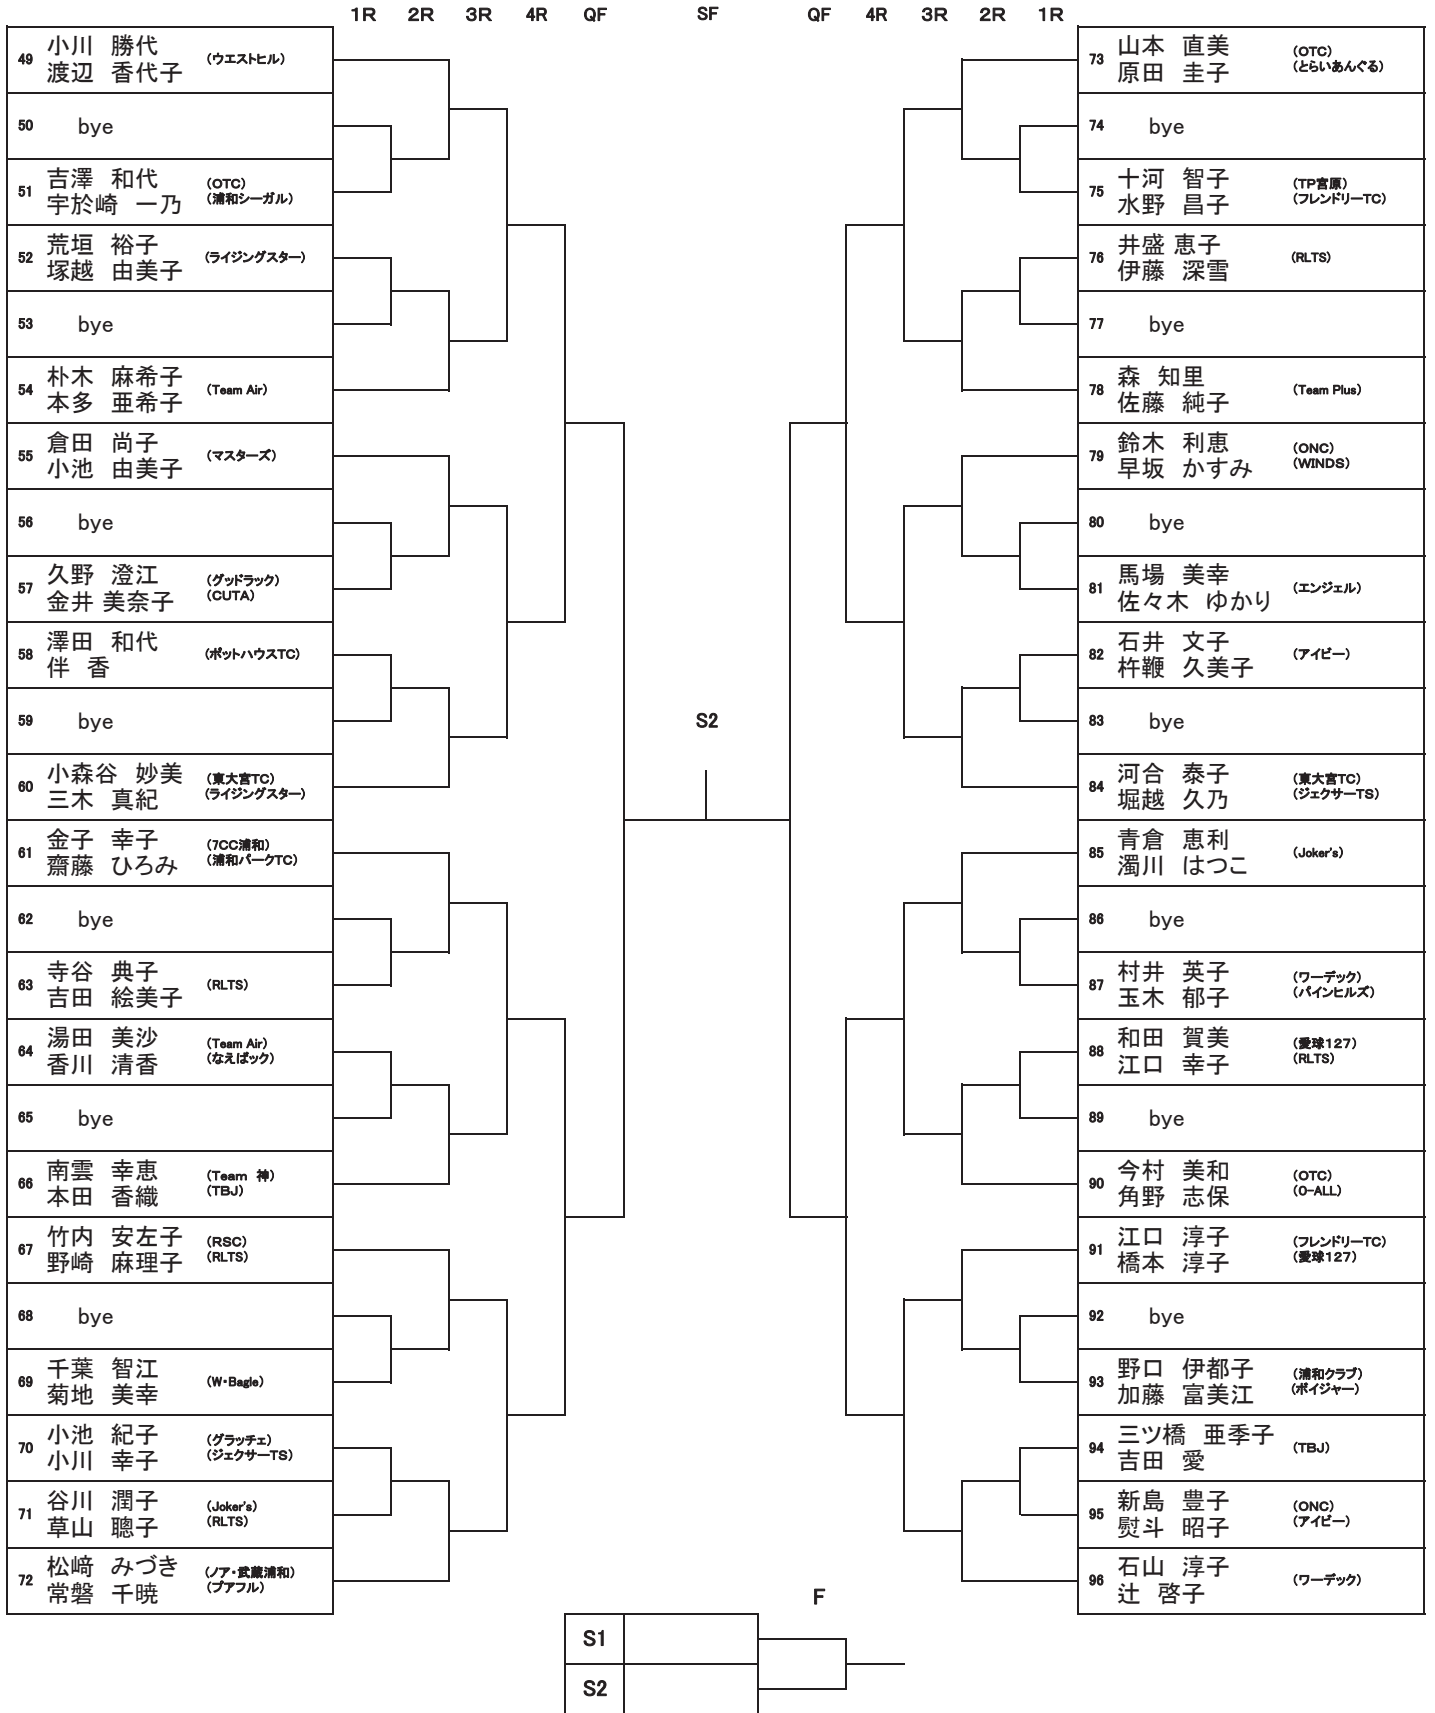 1R 2R 3R 4R QF SF QF 4R 3R 2R 1R
49 小川 勝代 (ウエストヒル)
渡辺 香代子
50 bye
51 吉澤 和代 (OTC)
宇於崎 一乃 (浦和シーガル)
52 荒垣 裕子 (ライジングスター)
塚越 由美子
53 bye
54 朴木 麻希子 (Team Air)
本多 亜希子
55 倉田 尚子 (マスターズ)
小池 由美子
56 bye
57 久野 澄江 (グッドラック)
金井 美奈子 (CUTA)
58 澤田 和代 (ポットハウスTC)
伴 香
59 bye
60 小森谷 妙美 (東大宮TC)
三木 真紀 (ライジングスター)
61 金子 幸子 (7CC浦和)
齋藤 ひろみ (浦和パークTC)
62 bye
63 寺谷 典子 (RLTS)
吉田 絵美子
64 湯田 美沙 (Team Air)
香川 清香 (なえばック)
65 bye
66 南雲 幸恵 (Team 神)
本田 香織 (TBJ)
67 竹内 安左子 (RSC)
野崎 麻理子 (RLTS)
68 bye
69 千葉 智江 (W・Bagle)
菊地 美幸
70 小池 紀子 (グラッチェ)
小川 幸子 (ジェクサーTS)
71 谷川 潤子 (Joker's)
草山 聰子 (RLTS)
72 松﨑 みづき (ノア・武蔵浦和)
常磐 千暁 (プアフル)
S2
73 山本 直美 (OTC)
原田 圭子 (とらいあんぐる)
74 bye
75 十河 智子 (TP宮原)
水野 昌子 (フレンドリーTC)
76 井盛 恵子 (RLTS)
伊藤 深雪
77 bye
78 森 知里 (Team Plus)
佐藤 純子
79 鈴木 利恵 (ONC)
早坂 かすみ (WINDS)
80 bye
81 馬場 美幸 (エンジェル)
佐々木 ゆかり
82 石井 文子 (アイビー)
杵鞭 久美子
83 bye
84 河合 泰子 (東大宮TC)
堀越 久乃 (ジェクサーTS)
85 青倉 恵利 (Joker's)
濁川 はつこ
86 bye
87 村井 英子 (ワーデック)
玉木 郁子 (パインヒルズ)
88 和田 賀美 (愛球127)
江口 幸子 (RLTS)
89 bye
90 今村 美和 (OTC)
角野 志保 (O-ALL)
91 江口 淳子 (フレンドリーTC)
橋本 淳子 (愛球127)
92 bye
93 野口 伊都子 (浦和クラブ)
加藤 富美江 (ボイジャー)
94 三ツ橋 亜季子 (TBJ)
吉田 愛
95 新島 豊子 (ONC)
熨斗 昭子 (アイビー)
96 石山 淳子 (ワーデック)
辻 啓子
F
S1
S2